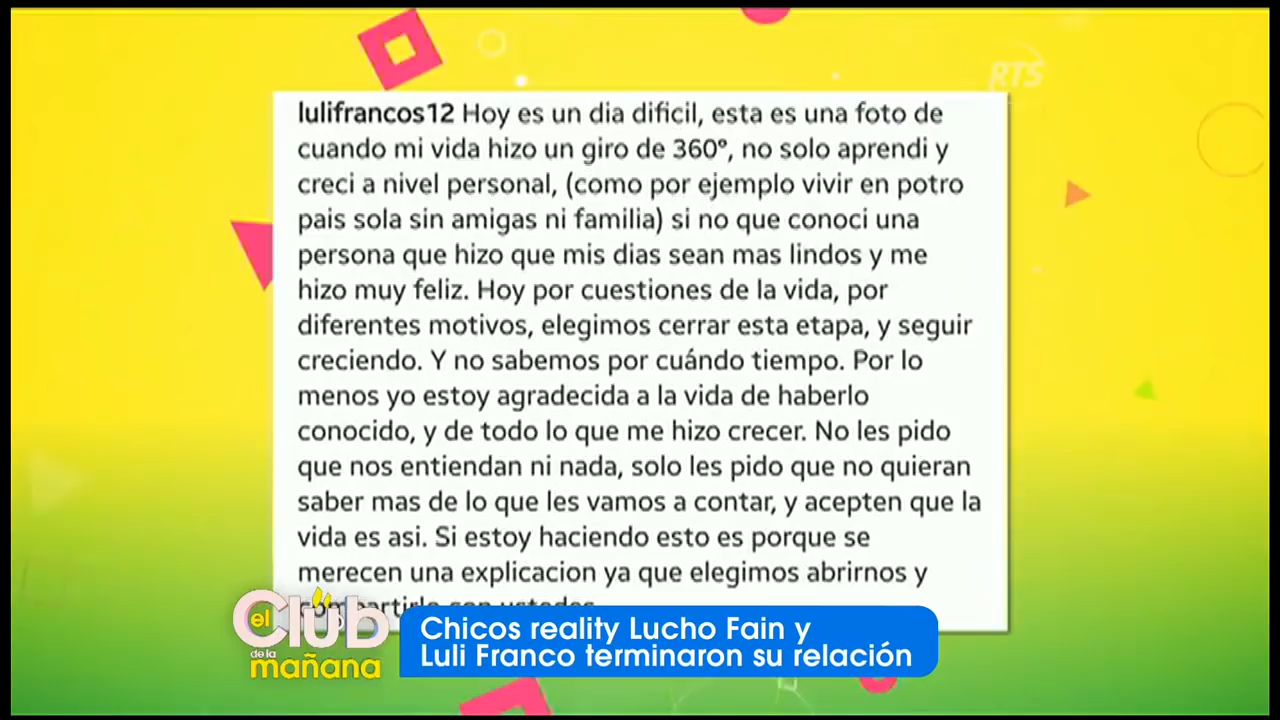 RTS
lulifrancos12 Hoy es un dia dificil, esta es una foto de
cuando mi vida hizo un giro de 360°, no solo aprendi y
creci a nivel personal, (como por ejemplo vivir en potro
pais sola sin amigas ni familia) si no que conoci una
persona que hizo que mis dias sean mas lindos y me
hizo muy feliz. Hoy por cuestiones de la vida, por
diferentes motivos, elegimos cerrar esta etapa, y seguir
creciendo. Y no sabemos por cuándo tiempo. Por lo
menos yo estoy agradecida a la vida de haberlo
conocido, y de todo lo que me hizo crecer. No les pido
que nos entiendan ni nada, solo les pido que no quieran
saber mas de lo que les vamos a contar, y acepten que la
vida es asi. Si estoy haciendo esto es porque se
merecen una explicacion ya que elegimos abrirnos y
el Club
de la
mañana
Chicos reality Lucho Fain y
Luli Franco terminaron su relación